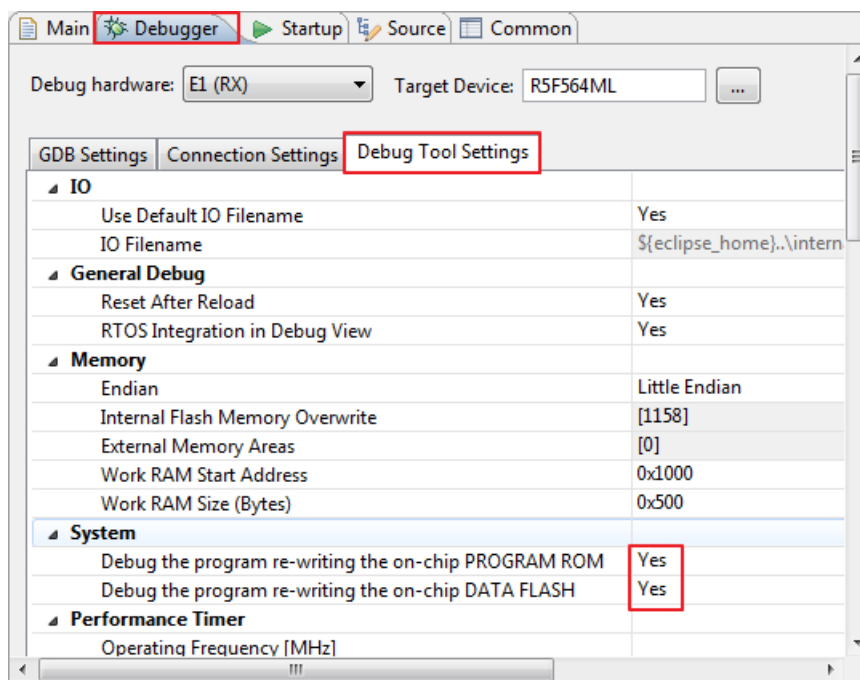 Main Debugger Startup Source Common
Debug hardware: E1 (RX) Target Device: R5F564ML ...
GDB Settings Connection Settings Debug Tool Settings
IO
Use Default IO Filename Yes
IO Filename ${eclipse_home}..\intern
General Debug
Reset After Reload Yes
RTOS Integration in Debug View Yes
Memory
Endian Little Endian
Internal Flash Memory Overwrite [1158]
External Memory Areas [0]
Work RAM Start Address 0x1000
Work RAM Size (Bytes) 0x500
System
Debug the program re-writing the on-chip PROGRAM ROM Yes
Debug the program re-writing the on-chip DATA FLASH Yes
Performance Timer
Operating Frequency [MHz]